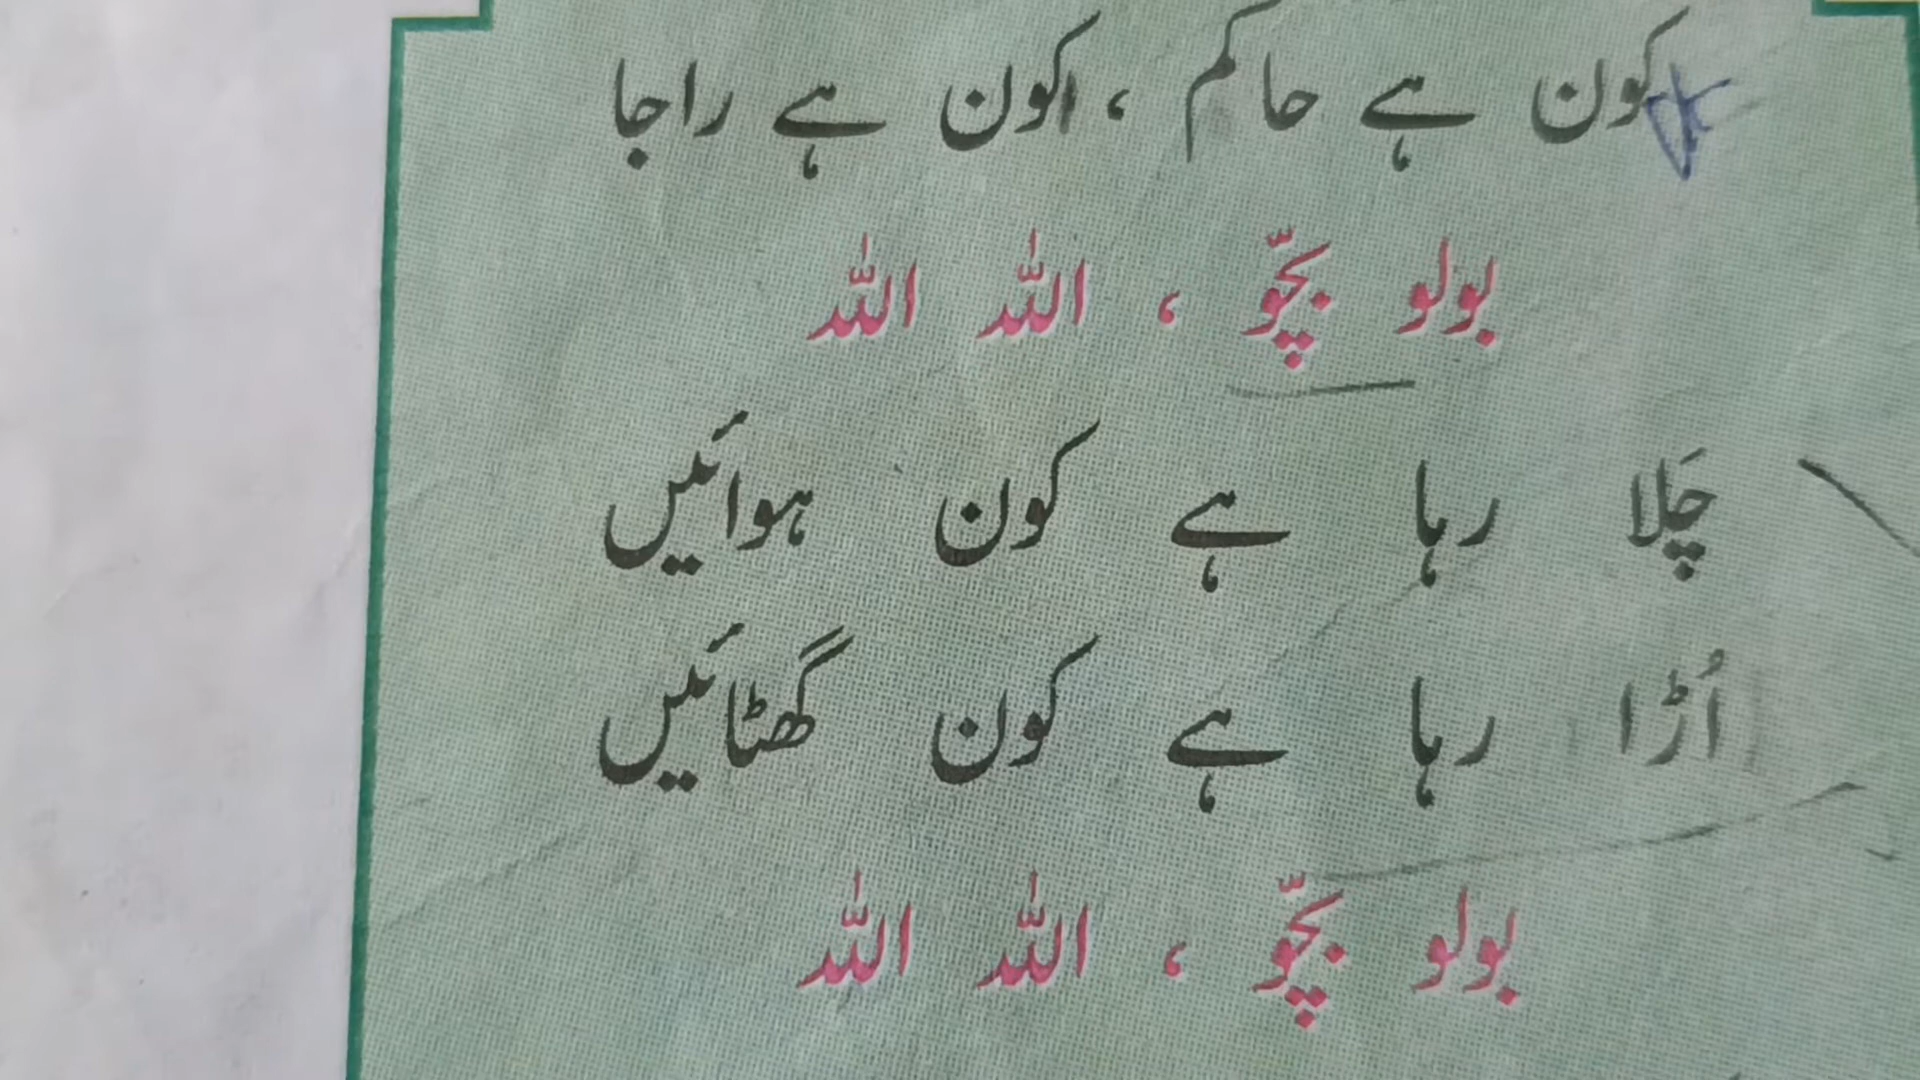 کون ہے حاکم ، کون ہے راجا
بولو بچّو ، اللہ اللہ
چَلا رہا ہے کون ہوائیں
اُڑا رہا ہے کون گھٹائیں
بولو بچّو ، اللہ اللہ